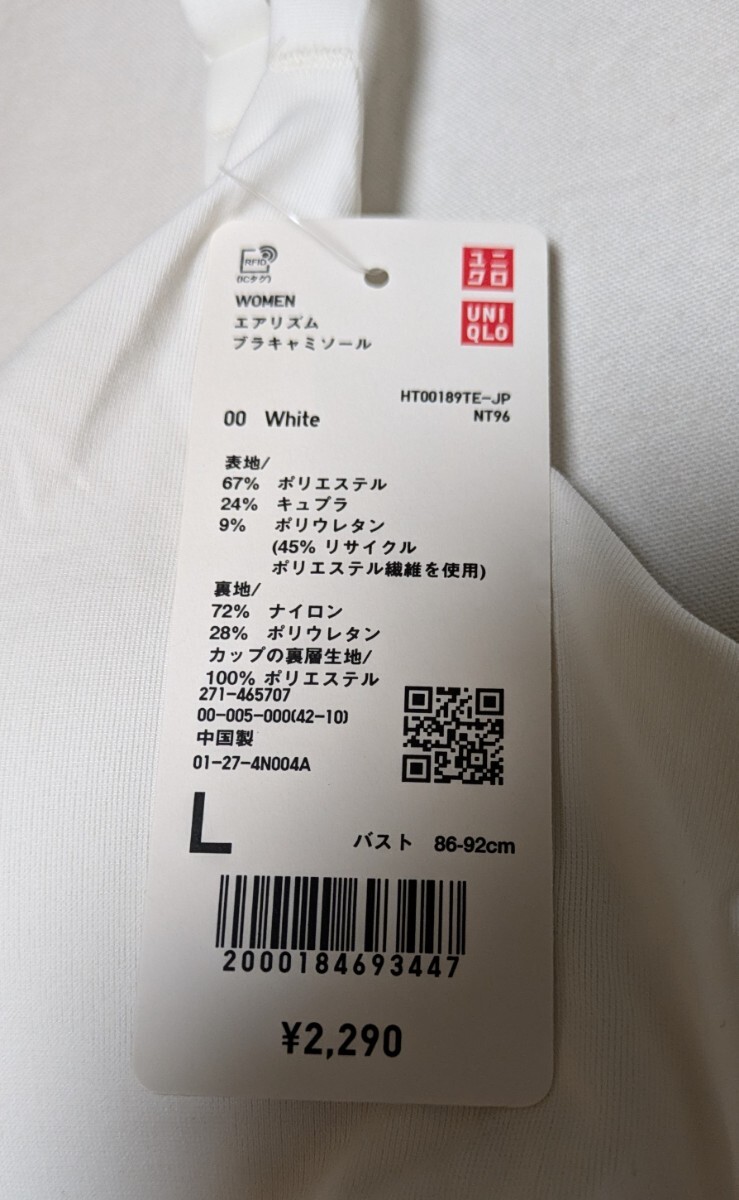 RFID
(ICタグ)
ユニ
クロ
UNI
QLO
WOMEN
エアリズム
ブラキャミソール
HT00189TE-JP
00 White
NT96
表地/
67% ポリエステル
24% キュプラ
9% ポリウレタン
(45% リサイクル
ポリエステル繊維を使用)
裏地/
72% ナイロン
28% ポリウレタン
カップの裏層生地/
100% ポリエステル
271-465707
00-005-000(42-10)
中国製
01-27-4N004A
L バスト 86-92cm
2000184693447
¥2,290